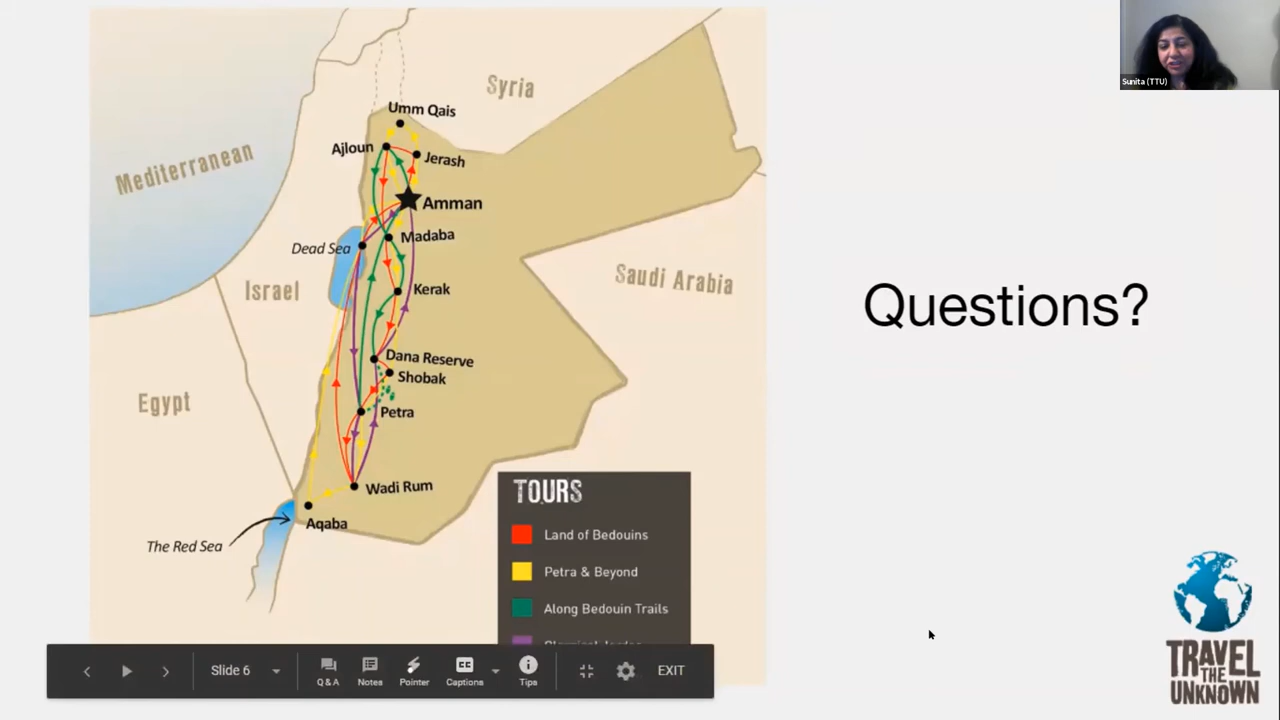 Sunita (TTU)
Syria
Umm Qais
Ajloun
Jerash
Mediterranean
Amman
Madaba
Dead Sea
Saudi Arabia
Israel
Kerak
Questions?
Dana Reserve
Shobak
Egypt
Petra
Wadi Rum
TOURS
Aqaba
The Red Sea
Land of Bedouins
Petra & Beyond
Along Bedouin Trails
Slide 6
Q & A
Notes
Pointer
CC
Captions
Tips
EXIT
TRAVEL
THE
UNKNOWN